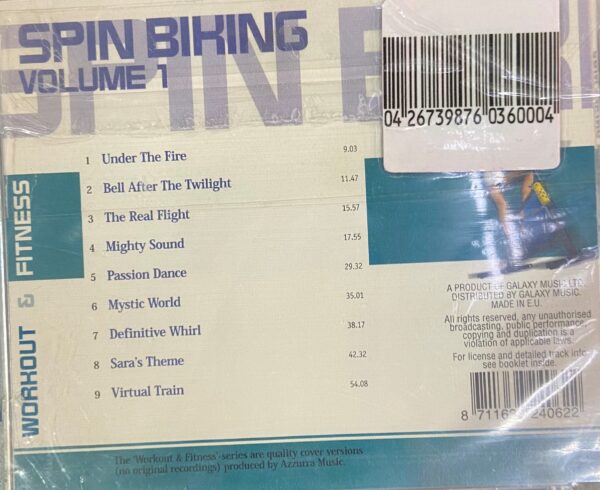 SPIN BIKING
VOLUME 1
04 26739876 0360004
1 Under The Fire 9.03
2 Bell After The Twilight 11.47
3 The Real Flight 15.57
4 Mighty Sound 17.55
5 Passion Dance 29.32
6 Mystic World 35.01
7 Definitive Whirl 38.17
8 Sara's Theme 42.32
9 Virtual Train 54.08
WORKOUT & FITNESS
A PRODUCT OF GALAXY MUSIC LTD.
DISTRIBUTED BY GALAXY MUSIC.
MADE IN E.U.
All rights reserved, any unauthorised
broadcasting, public performance,
copying and duplication is a
violation of applicable laws.
For license and detailed track info
see booklet inside.
The 'Workout & Fitness'-series are quality cover versions
(no original recordings) produced by Azzurra Music.